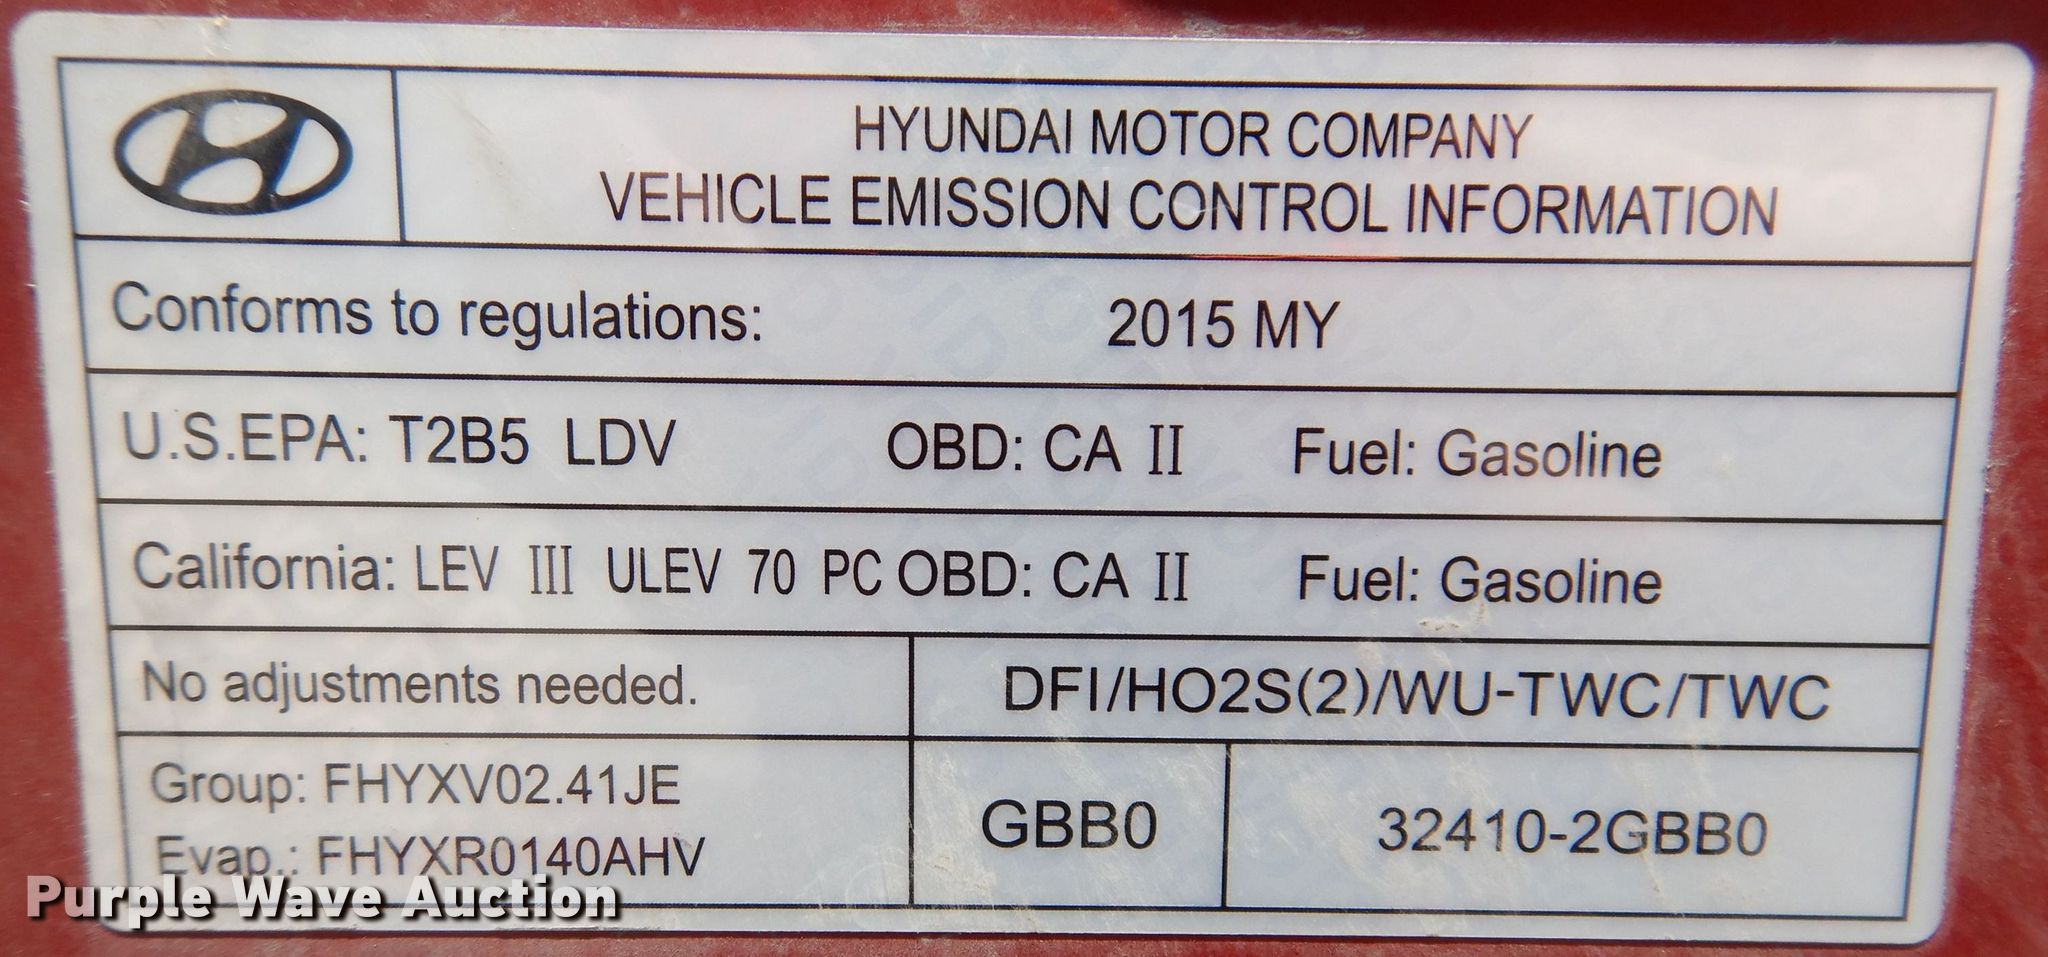 HYUNDAI MOTOR COMPANY
VEHICLE EMISSION CONTROL INFORMATION
Conforms to regulations: 2015 MY
U.S.EPA: T2B5 LDV OBD: CA II Fuel: Gasoline
California: LEV III ULEV 70 PC OBD: CA II Fuel: Gasoline
No adjustments needed. DFI/HO2S(2)/WU-TWC/TWC
Group: FHYXV02.41JE
Evap.: FHYXR0140AHV
GBB0 32410-2GBB0
Purple Wave Auction